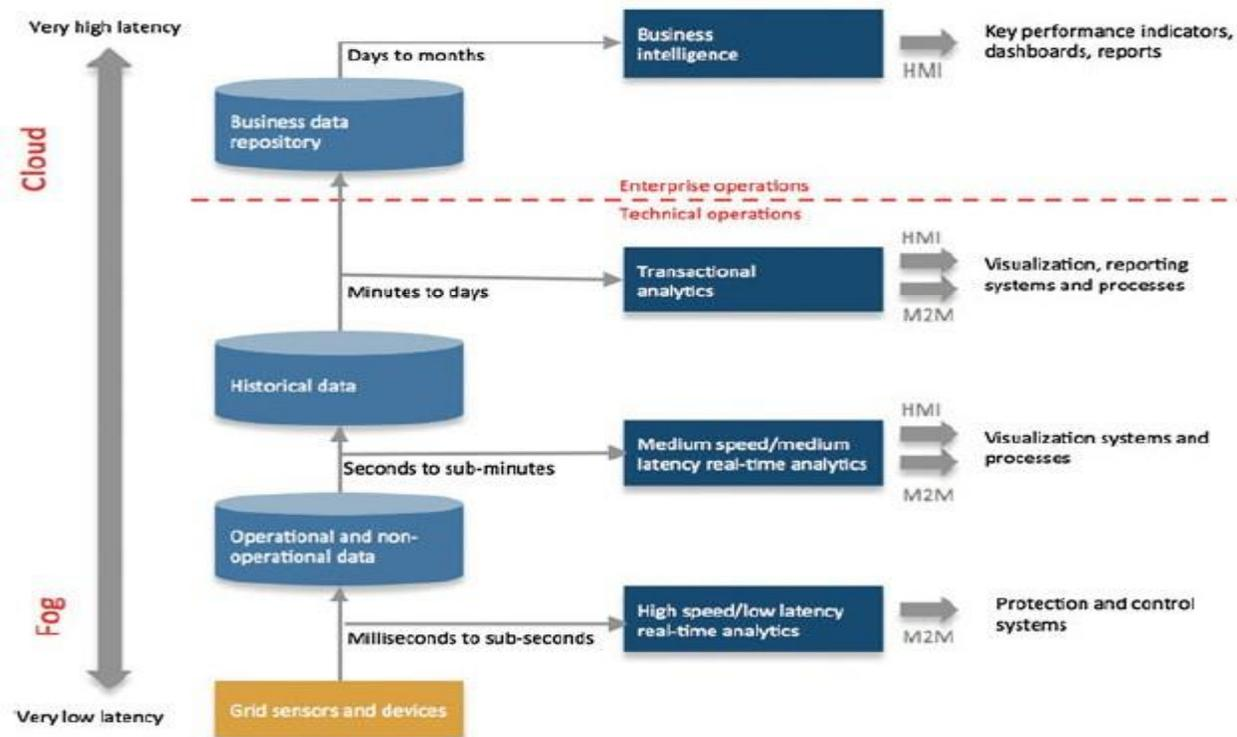 Very high latency
Cloud
Fog
Very low latency
Days to months
Business
intelligence
HMI
Key performance indicators,
dashboards, reports
Business data
repository
Enterprise operations
Technical operations
Minutes to days
Transactional
analytics
HMI
M2M
Visualization, reporting
systems and processes
Historical data
Seconds to sub-minutes
Medium speed/medium
latency real-time analytics
HMI
M2M
Visualization systems and
processes
Operational and non-
operational data
Milliseconds to sub-seconds
High speed/low latency
real-time analytics
M2M
Protection and control
systems
Grid sensors and devices